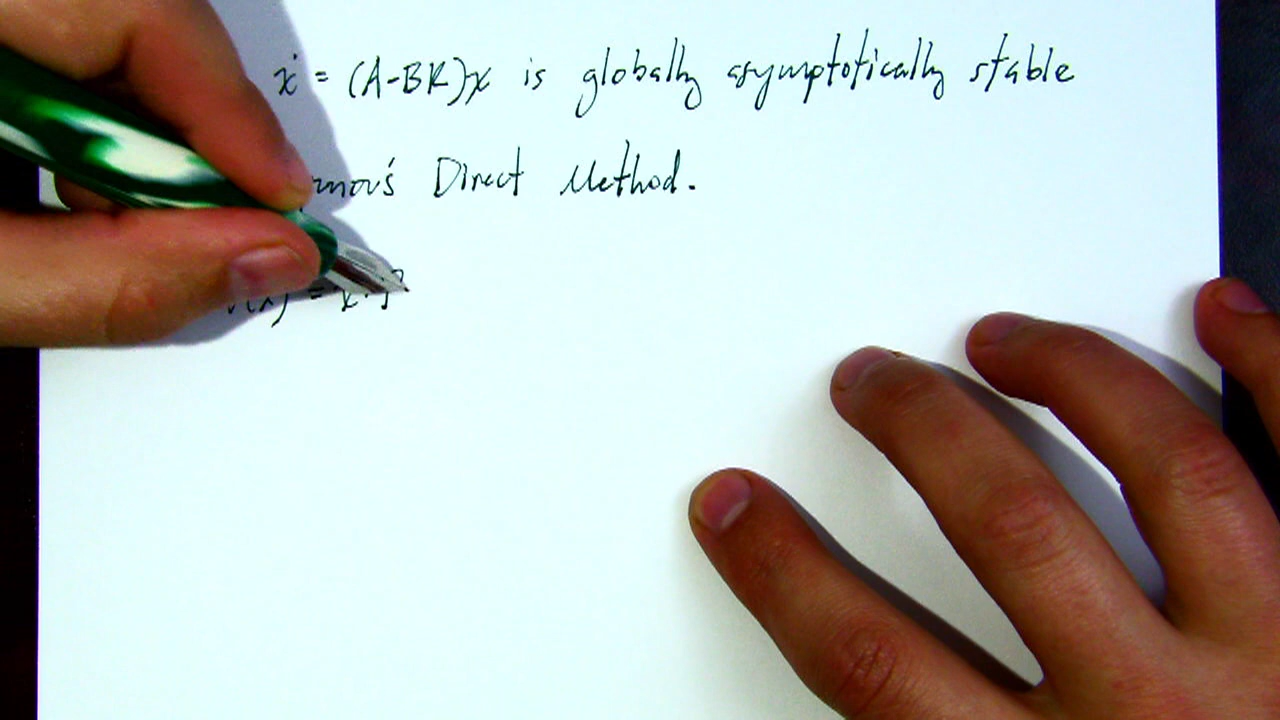 ẋ = (A-BK)x is globally asymptotically stable
Direct Method.